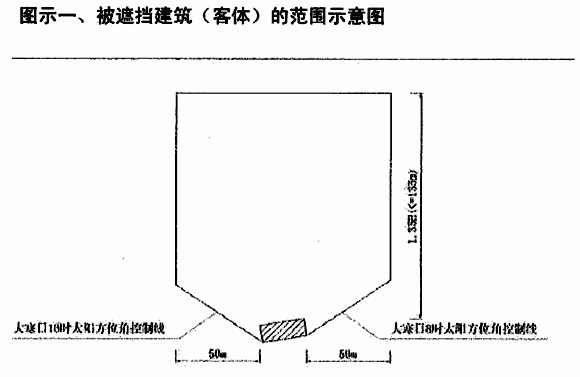 图示一、被遮挡建筑（客体）的范围示意图
1.35H(<=135m)
大寒日16时太阳方位角控制线
大寒日8时太阳方位角控制线
50m
50m